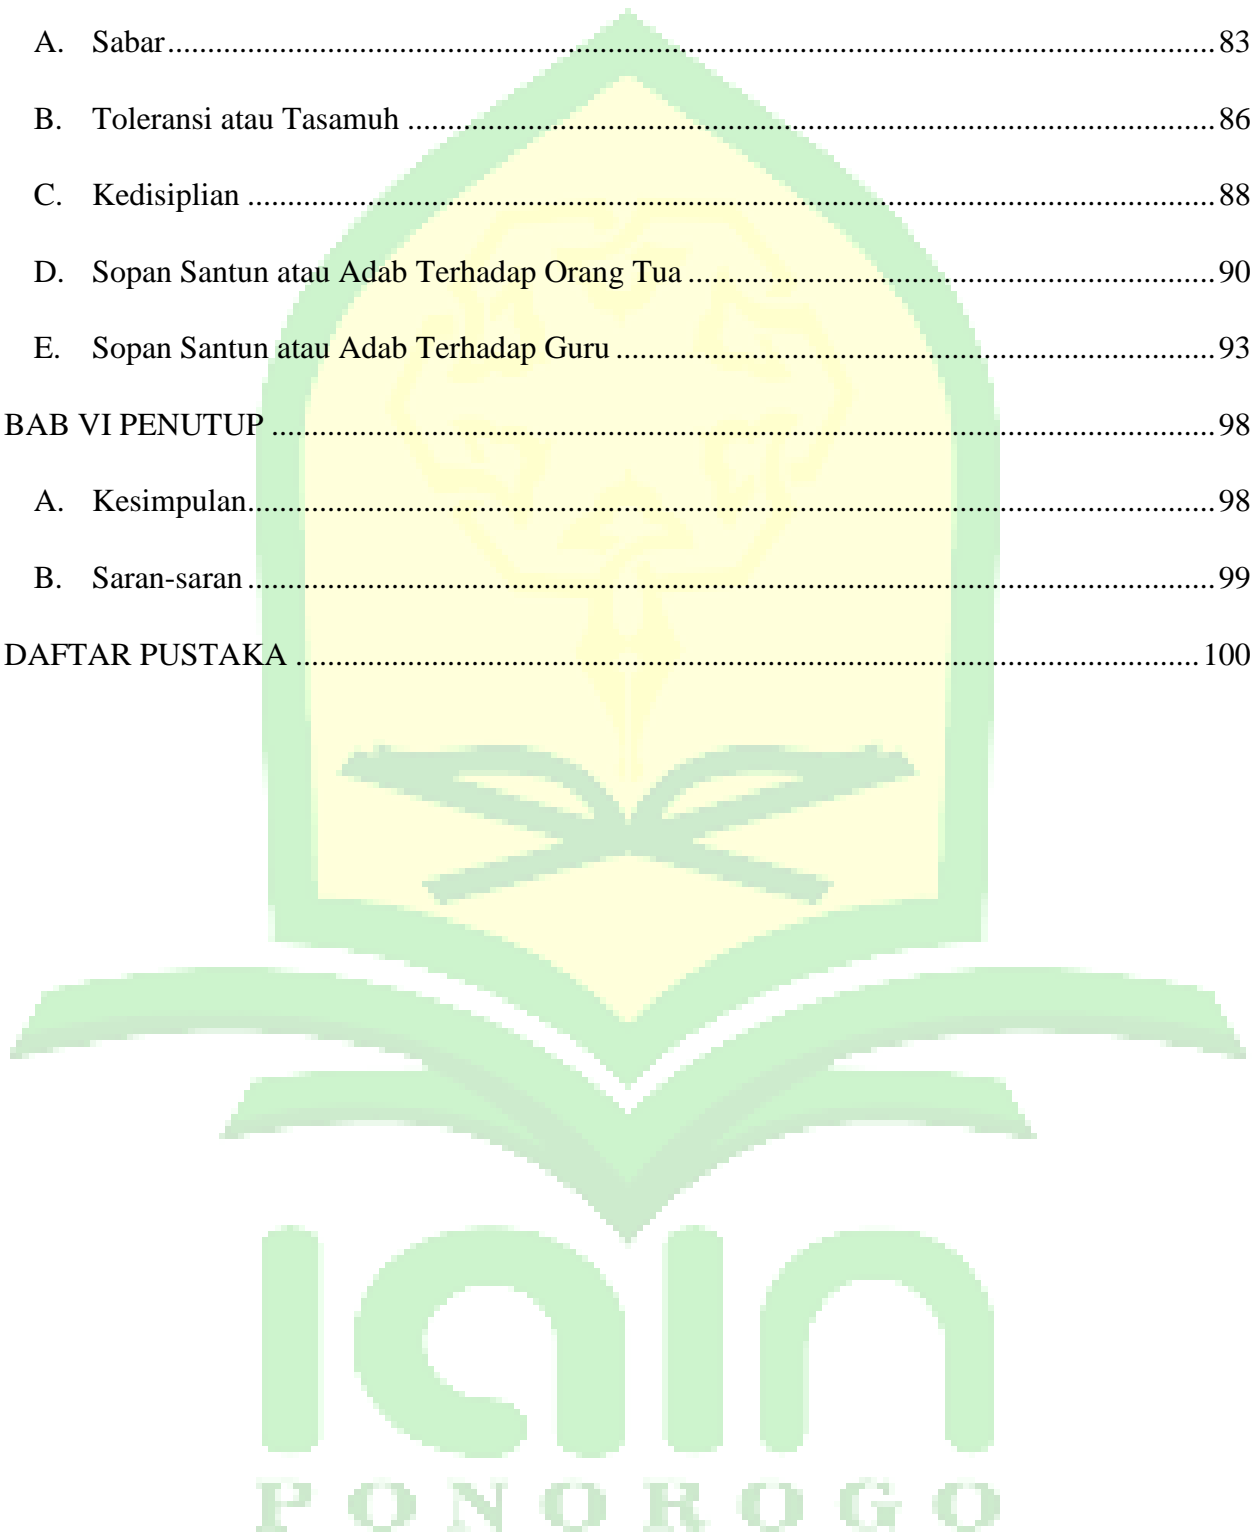 A. Sabar........................................................................................................83
B. Toleransi atau Tasamuh ........................................................................................................86
C. Kedisiplian ........................................................................................................88
D. Sopan Santun atau Adab Terhadap Orang Tua ........................................................................90
E. Sopan Santun atau Adab Terhadap Guru ........................................................................93
BAB VI PENUTUP ........................................................................................................98
A. Kesimpulan........................................................................................................98
B. Saran-saran ........................................................................................................99
DAFTAR PUSTAKA ........................................................................................................100
iain
PONOROGO